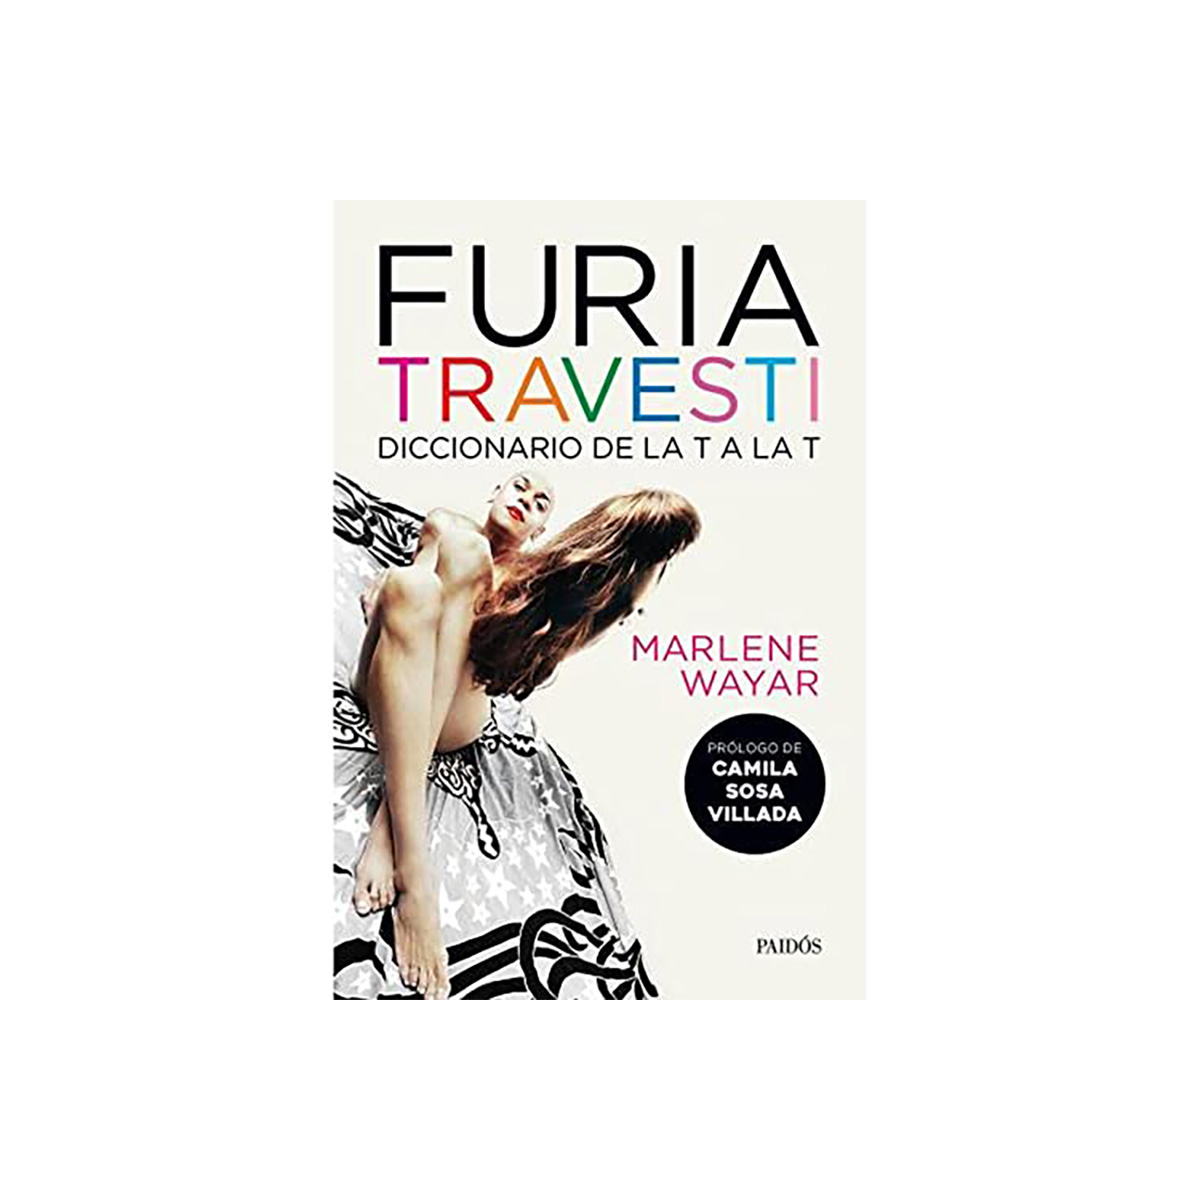 FURIA
TRAVESTI
DICCIONARIO DE LA T A LA T
MARLENE
WAYAR
PRÓLOGO DE
CAMILA
SOSA
VILLADA
PAIDÓS